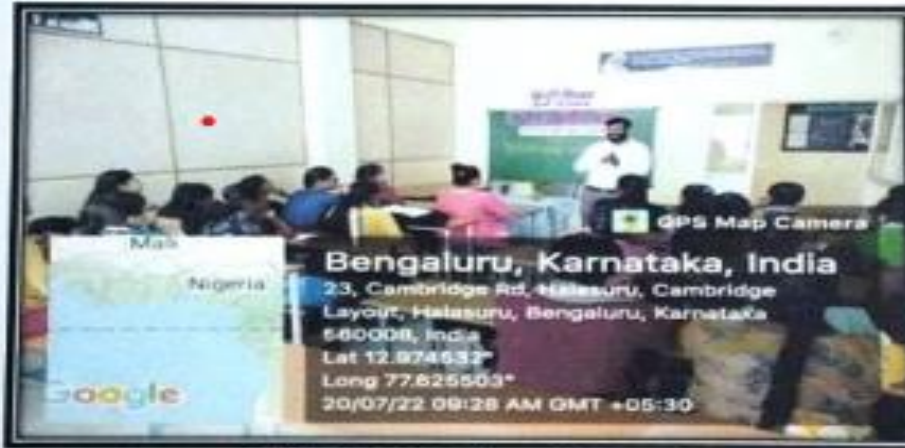 GPS Map Camera
Mali
Nigeria
Google
Bengaluru, Karnataka, India
23, Cambridge Rd, Halasuru, Cambridge
Layout, Halasuru, Bengaluru, Karnataka
560008, India
Lat 12.974532°
Long 77.625503°
20/07/22 09:28 AM GMT +05:30